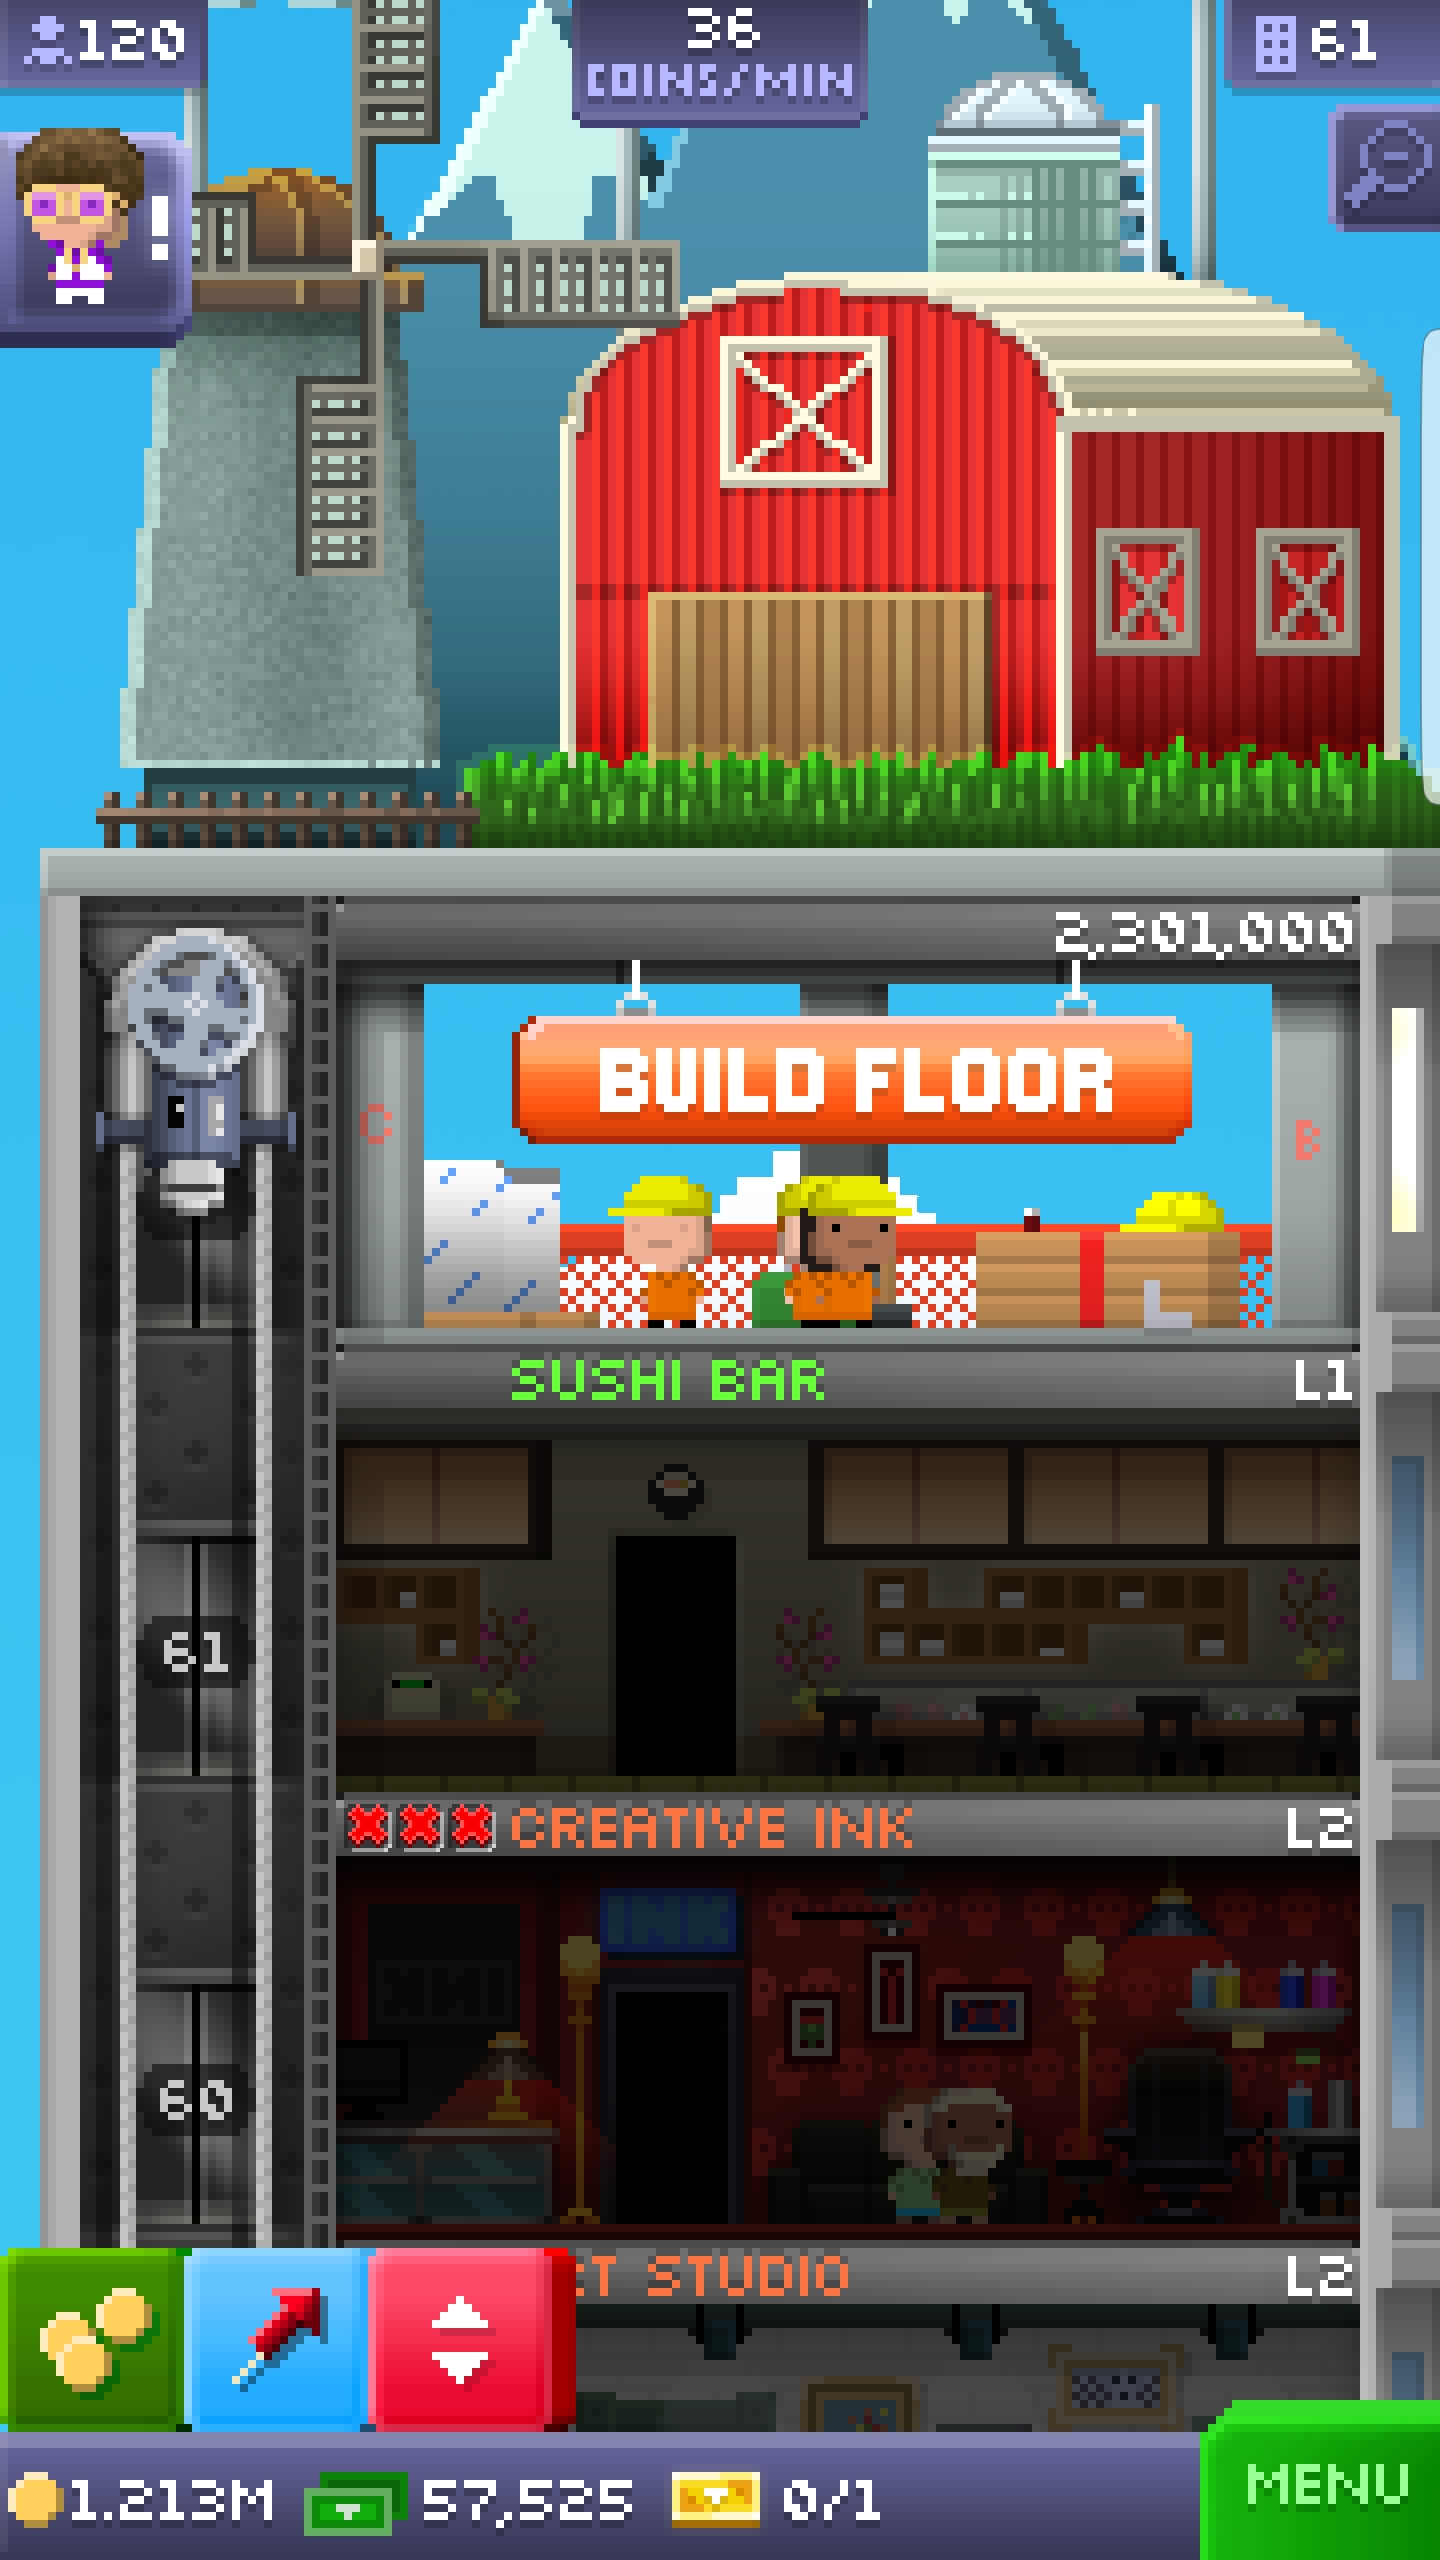 120
36
COINS/MIN
61
!
2,301,000
BUILD FLOOR
C
B
SUSHI BAR
L1
61
CREATIVE INK
L2
INK
60
STUDIO
L2
1.213M
57,525
0/1
MENU